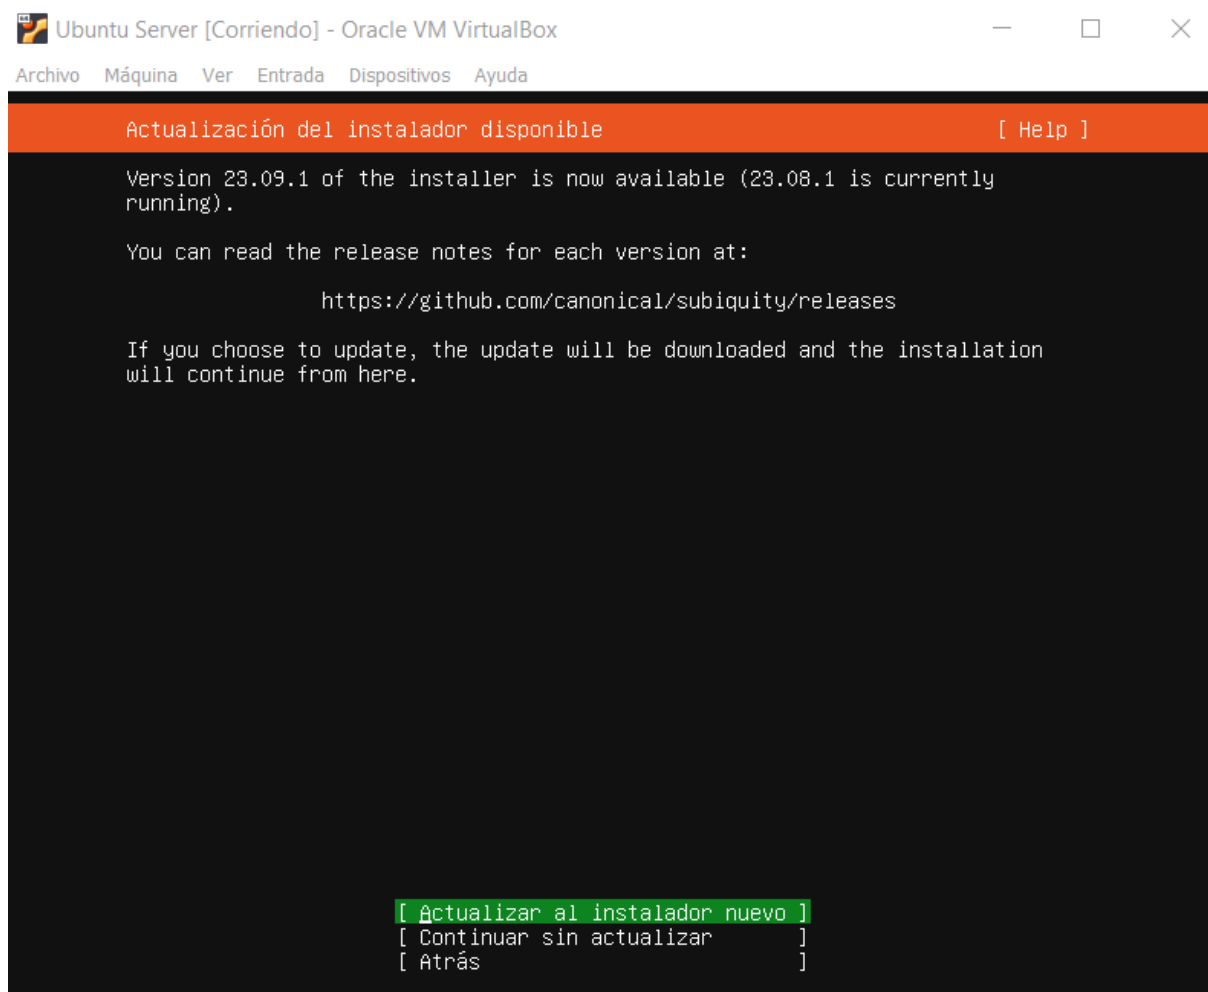 Ubuntu Server [Corriendo] - Oracle VM VirtualBox
Archivo Máquina Ver Entrada Dispositivos Ayuda
Actualización del instalador disponible [ Help ]
Version 23.09.1 of the installer is now available (23.08.1 is currently
running).
You can read the release notes for each version at:
https://github.com/canonical/subiquity/releases
If you choose to update, the update will be downloaded and the installation
will continue from here.
[ Actualizar al instalador nuevo ]
[ Continuar sin actualizar ]
[ Atrás ]